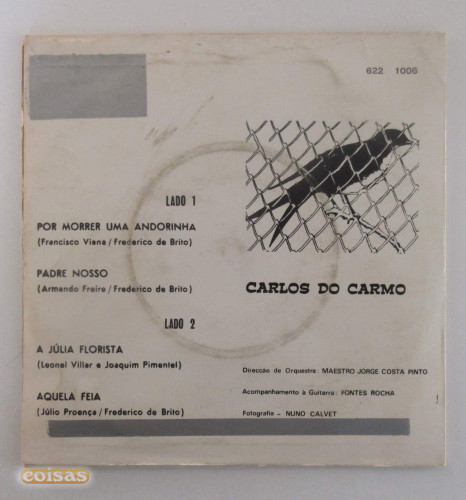 622 1006
LADO 1
POR MORRER UMA ANDORINHA
(Francisco Viana / Frederico de Brito)
PADRE NOSSO
(Armando Freire / Frederico de Brito)
LADO 2
A JÚLIA FLORISTA
(Leonel Villar e Joaquim Pimentel)
AQUELA FEIA
(Júlio Proença / Frederico de Brito)
CARLOS DO CARMO
Direcção de Orquestra: MAESTRO JORGE COSTA PINTO
Acompanhamento à Guitarra: FONTES ROCHA
Fotografia - NUNO CALVET
coisas